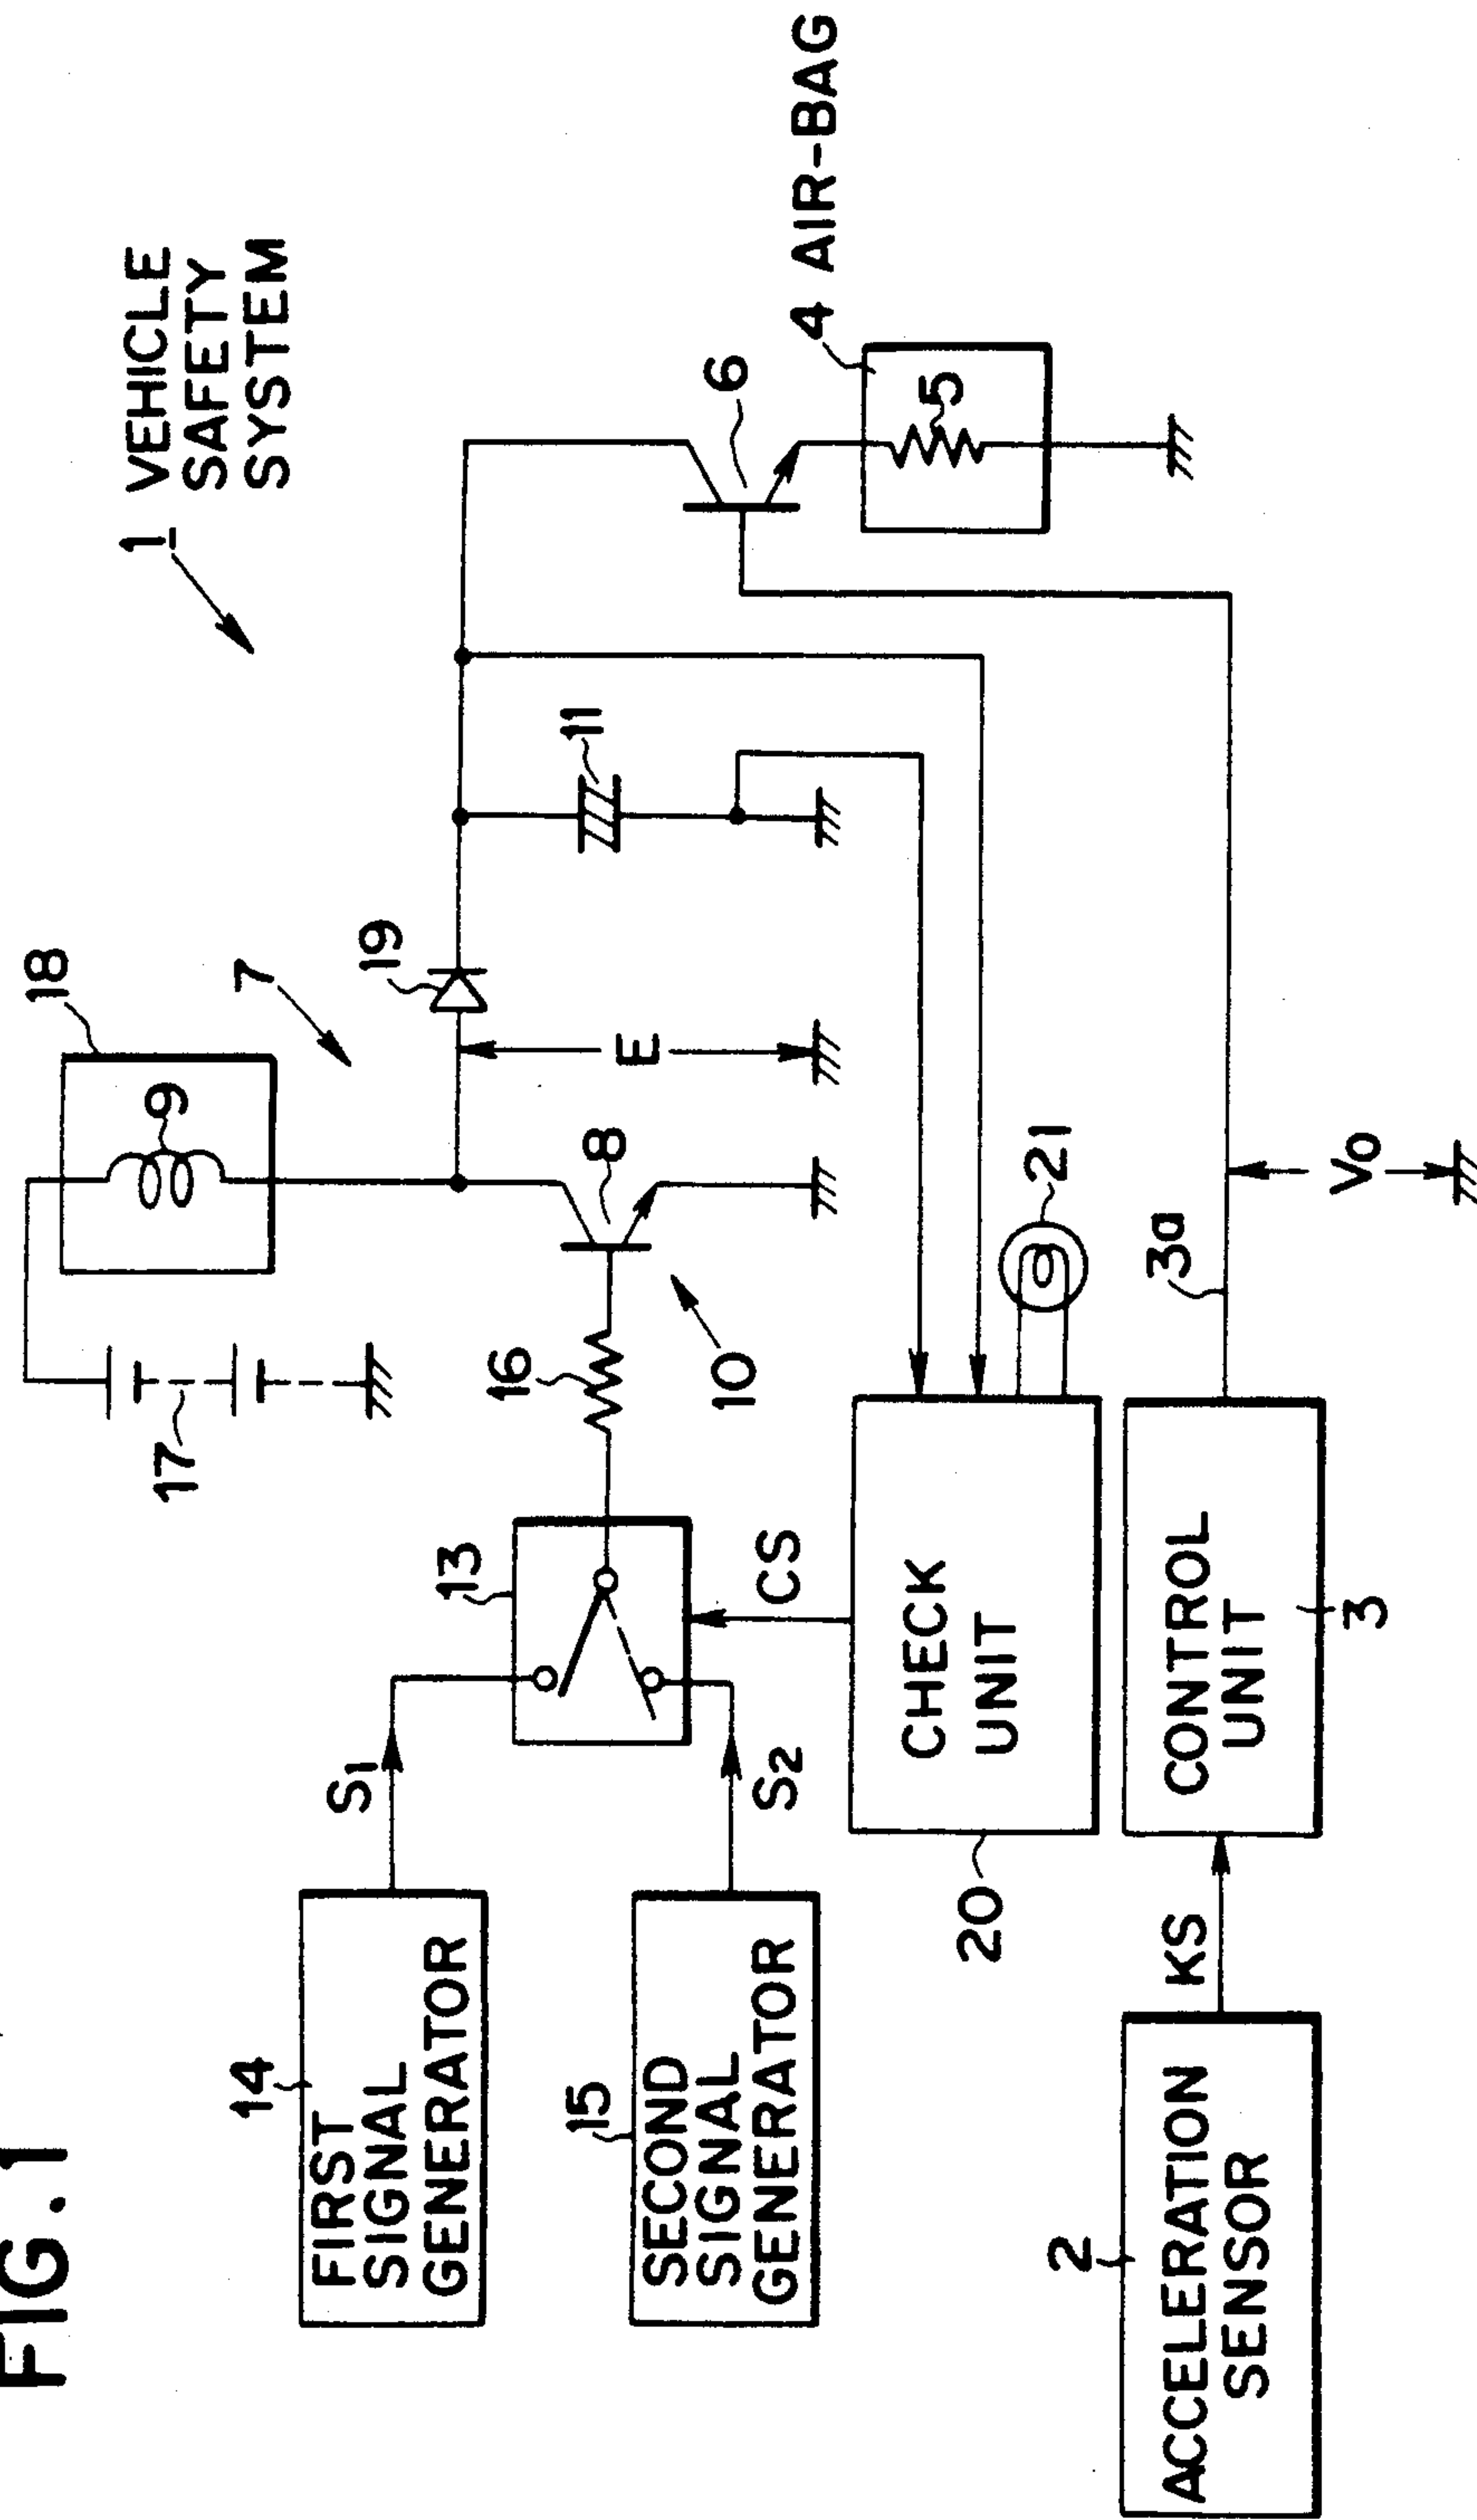 FIG. 1
1 VEHICLE
SAFETY
SYSTEM
18
9
7
17
19
14
FIRST
SIGNAL
GENERATOR
S1
13
16
8
E
11
10
6
15
SECOND
SIGNAL
GENERATOR
S2
CS
4 AIR-BAG
5
20
CHECK
UNIT
21
2
ACCELERATION
SENSOR
KS
CONTROL
UNIT
3
3a
Vo